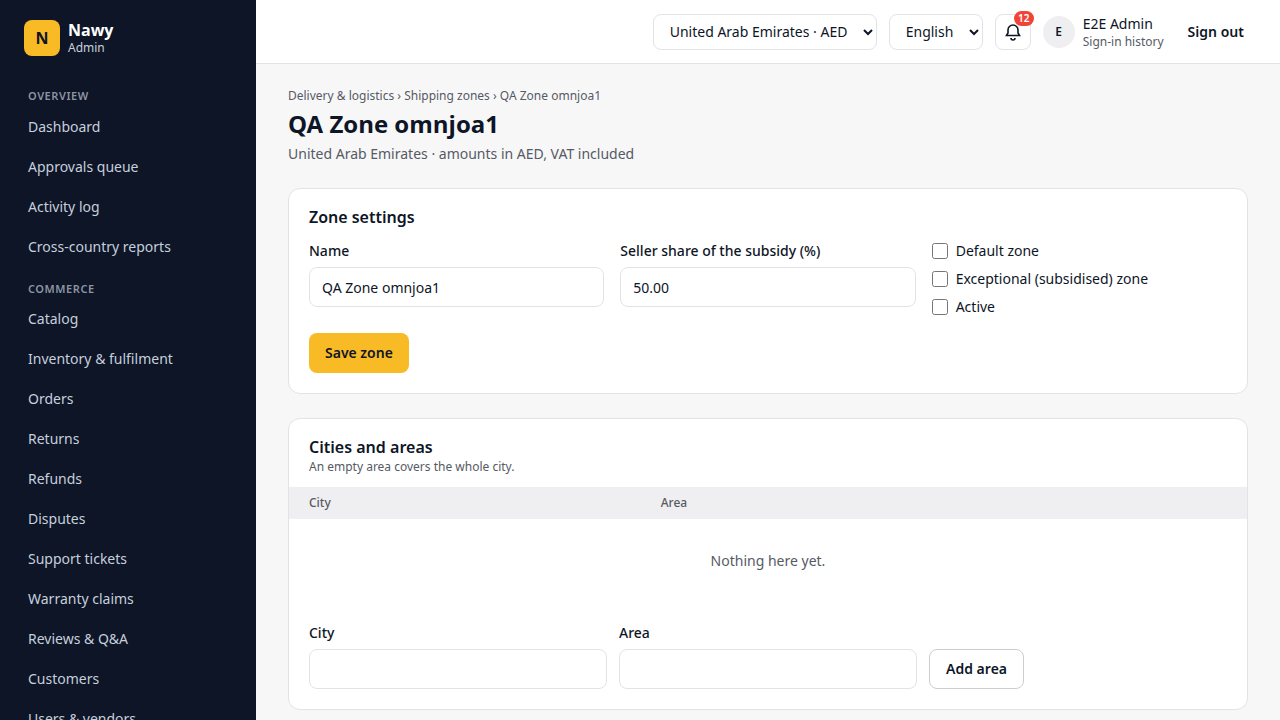 N
Nawy
Admin
OVERVIEW
Dashboard
Approvals queue
Activity log
Cross-country reports
COMMERCE
Catalog
Inventory & fulfilment
Orders
Returns
Refunds
Disputes
Support tickets
Warranty claims
Reviews & Q&A
Customers
Users & vendors
United Arab Emirates · AED
English
12
E
E2E Admin
Sign-in history
Sign out
Delivery & logistics › Shipping zones › QA Zone omnjoa1
QA Zone omnjoa1
United Arab Emirates · amounts in AED, VAT included
Zone settings
Name
Seller share of the subsidy (%)
QA Zone omnjoa1
50.00
Default zone
Exceptional (subsidised) zone
Active
Save zone
Cities and areas
An empty area covers the whole city.
City Area
Nothing here yet.
City Area
Add area